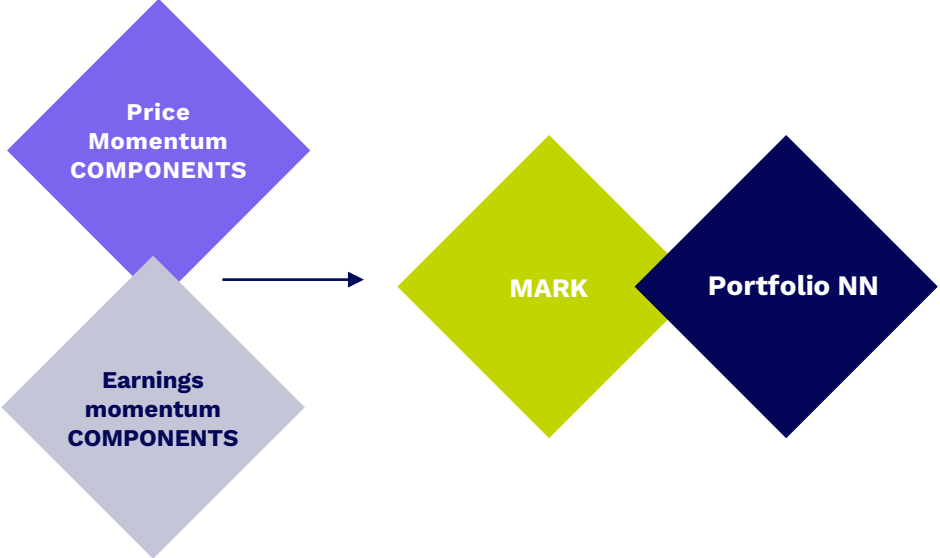 Price
Momentum
COMPONENTS
Earnings
momentum
COMPONENTS
MARK
Portfolio NN